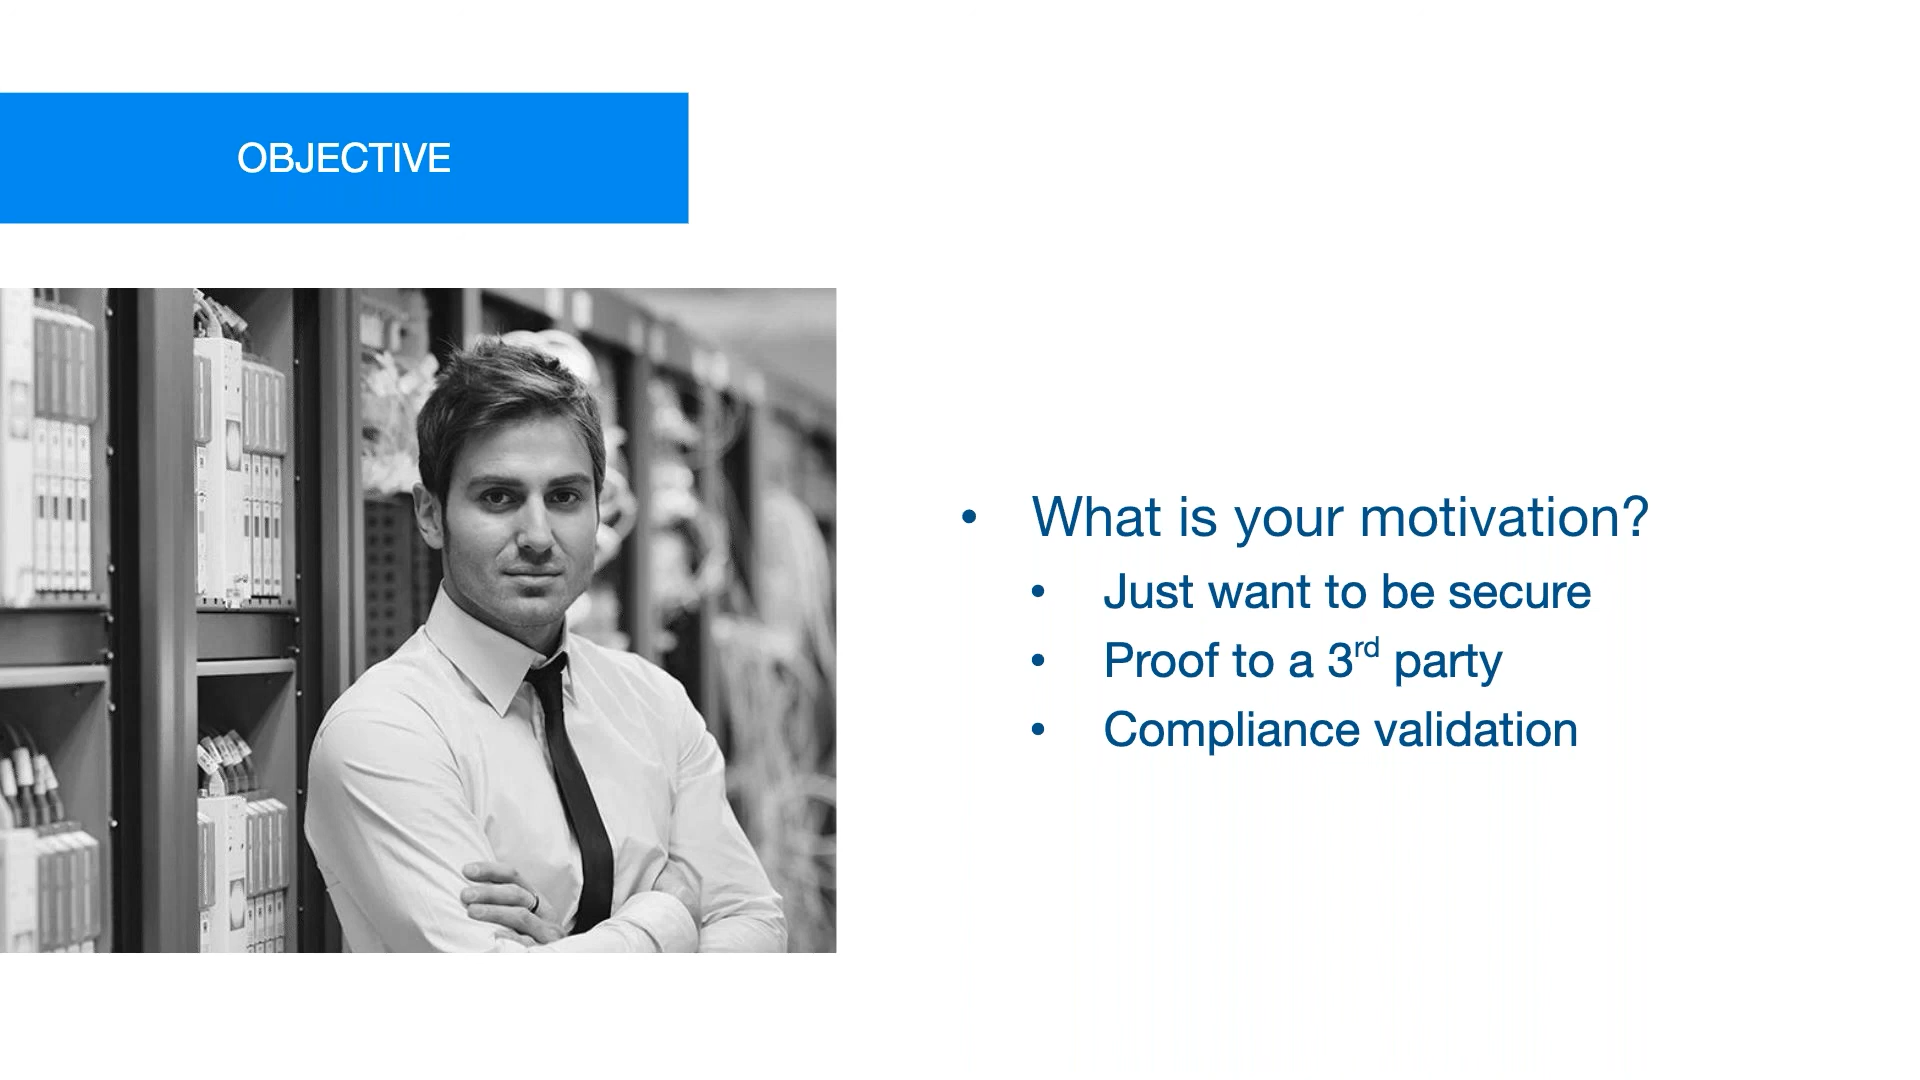 OBJECTIVE
• What is your motivation?
• Just want to be secure
• Proof to a 3rd party
• Compliance validation